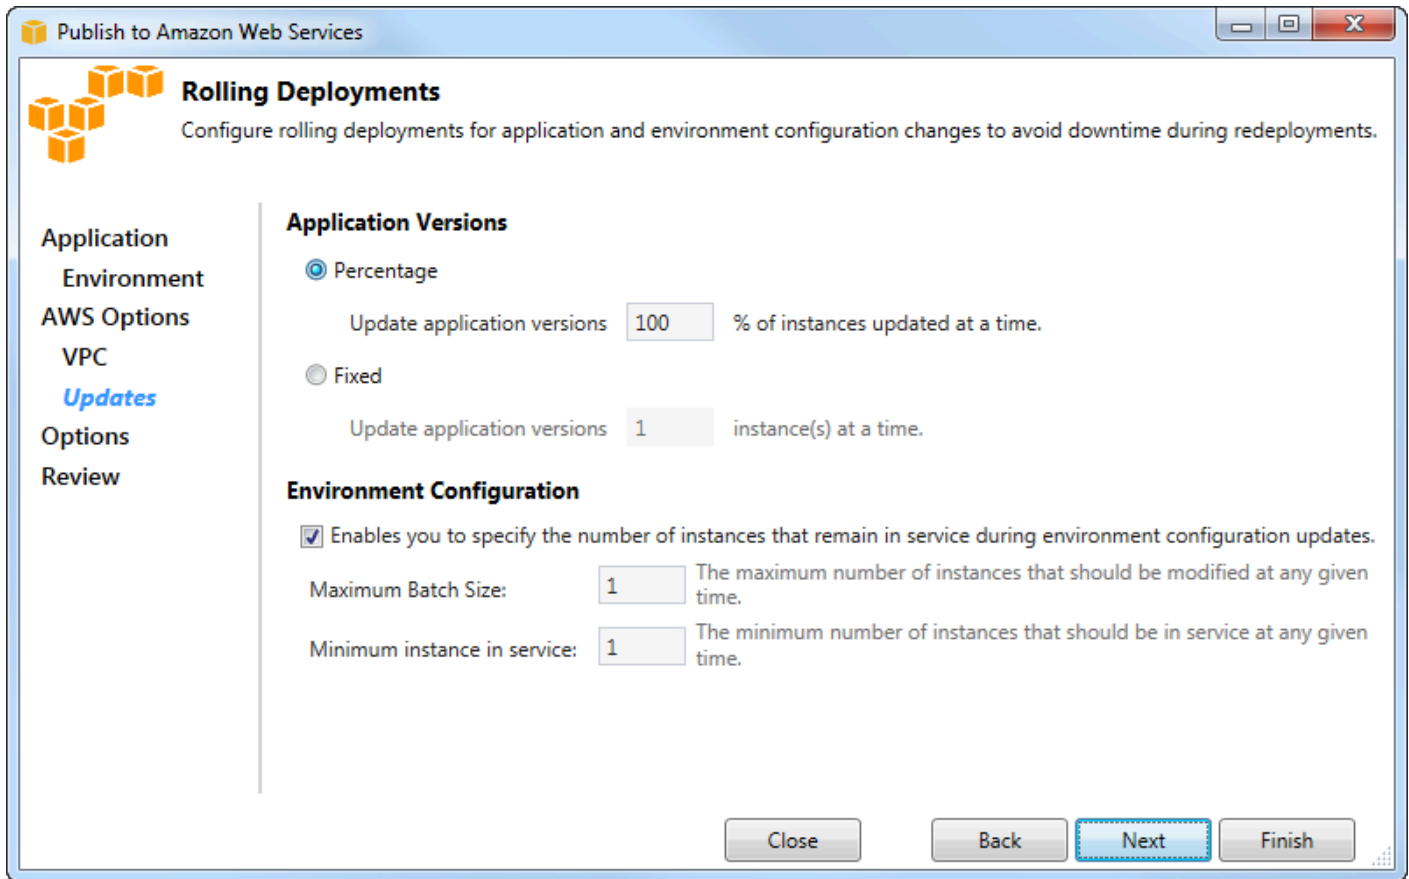 Publish to Amazon Web Services
Rolling Deployments
Configure rolling deployments for application and environment configuration changes to avoid downtime during redeployments.
Application
Environment
AWS Options
VPC
Updates
Options
Review
Application Versions
Percentage
Update application versions 100 % of instances updated at a time.
Fixed
Update application versions 1 instance(s) at a time.
Environment Configuration
Enables you to specify the number of instances that remain in service during environment configuration updates.
Maximum Batch Size: 1 The maximum number of instances that should be modified at any given
time.
Minimum instance in service: 1 The minimum number of instances that should be in service at any given
time.
Close Back Next Finish